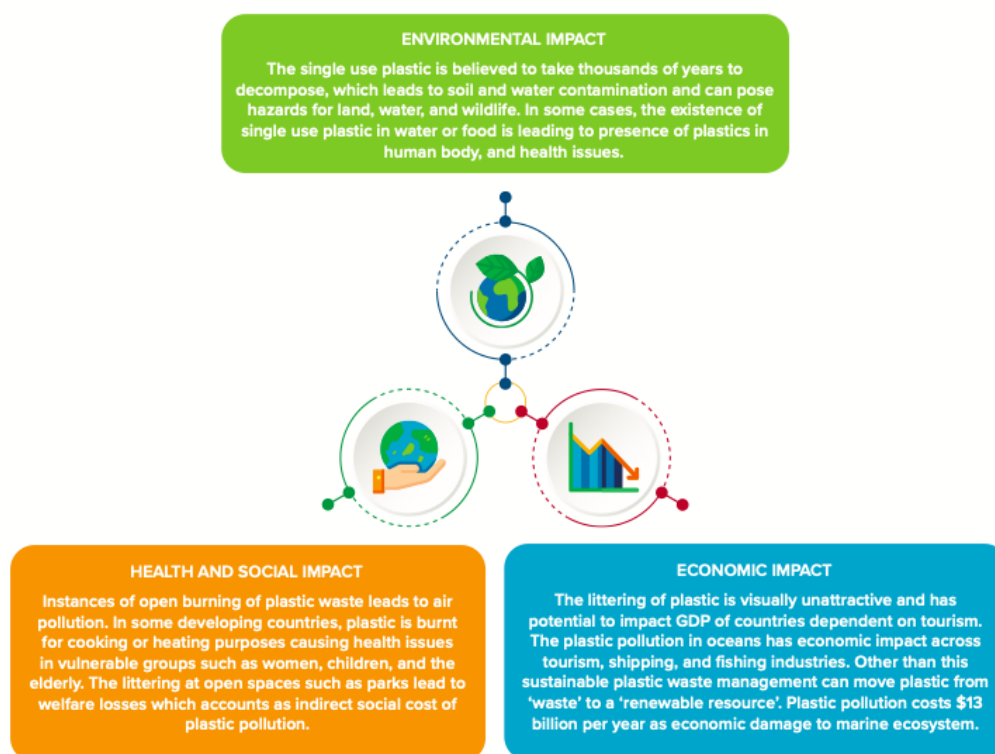 ENVIRONMENTAL IMPACT
The single use plastic is believed to take thousands of years to
decompose, which leads to soil and water contamination and can pose
hazards for land, water, and wildlife. In some cases, the existence of
single use plastic in water or food is leading to presence of plastics in
human body, and health issues.
HEALTH AND SOCIAL IMPACT
Instances of open burning of plastic waste leads to air
pollution. In some developing countries, plastic is burnt
for cooking or heating purposes causing health issues
in vulnerable groups such as women, children, and the
elderly. The littering at open spaces such as parks lead to
welfare losses which accounts as indirect social cost of
plastic pollution.
ECONOMIC IMPACT
The littering of plastic is visually unattractive and has
potential to impact GDP of countries dependent on tourism.
The plastic pollution in oceans has economic impact across
tourism, shipping, and fishing industries. Other than this
sustainable plastic waste management can move plastic from
‘waste’ to a ‘renewable resource’. Plastic pollution costs $13
billion per year as economic damage to marine ecosystem.